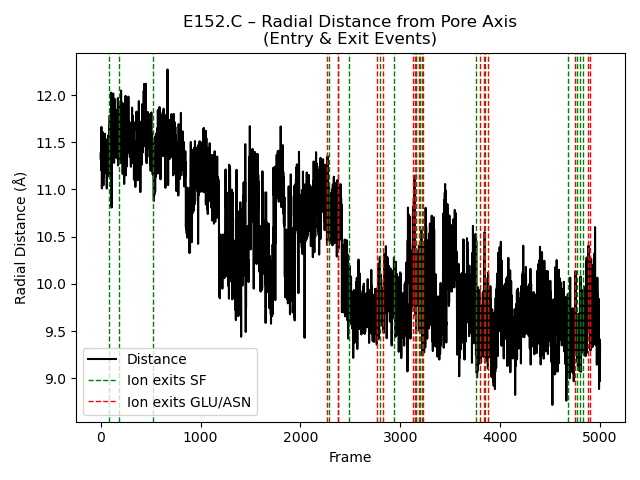 E152.C – Radial Distance from Pore Axis
(Entry & Exit Events)
Radial Distance (Å)
12.0
11.5
11.0
10.5
10.0
9.5
9.0
Distance
Ion exits SF
Ion exits GLU/ASN
0
1000
2000
3000
4000
5000
Frame